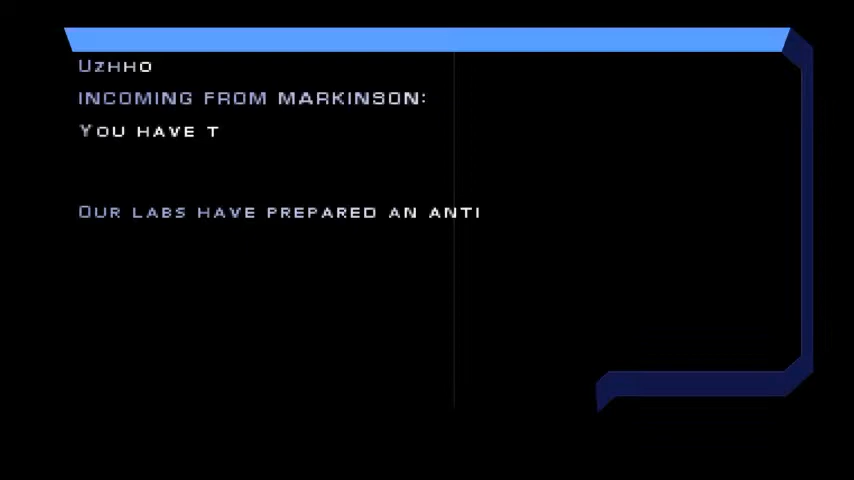 Uzhho
INCOMING FROM MARKINSON:
YOU HAVE T
OUR LABS HAVE PREPARED AN ANTI